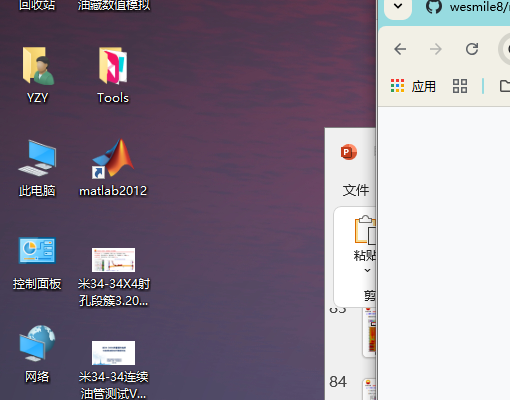 回收站
油藏数值模拟
wesmile8/
YZY
Tools
应用
此电脑
matlab2012
文件
控制面板
米34-34X4射
孔段簇3.20...
粘贴
剪
83
网络
米34-34连续
油管测试V...
84